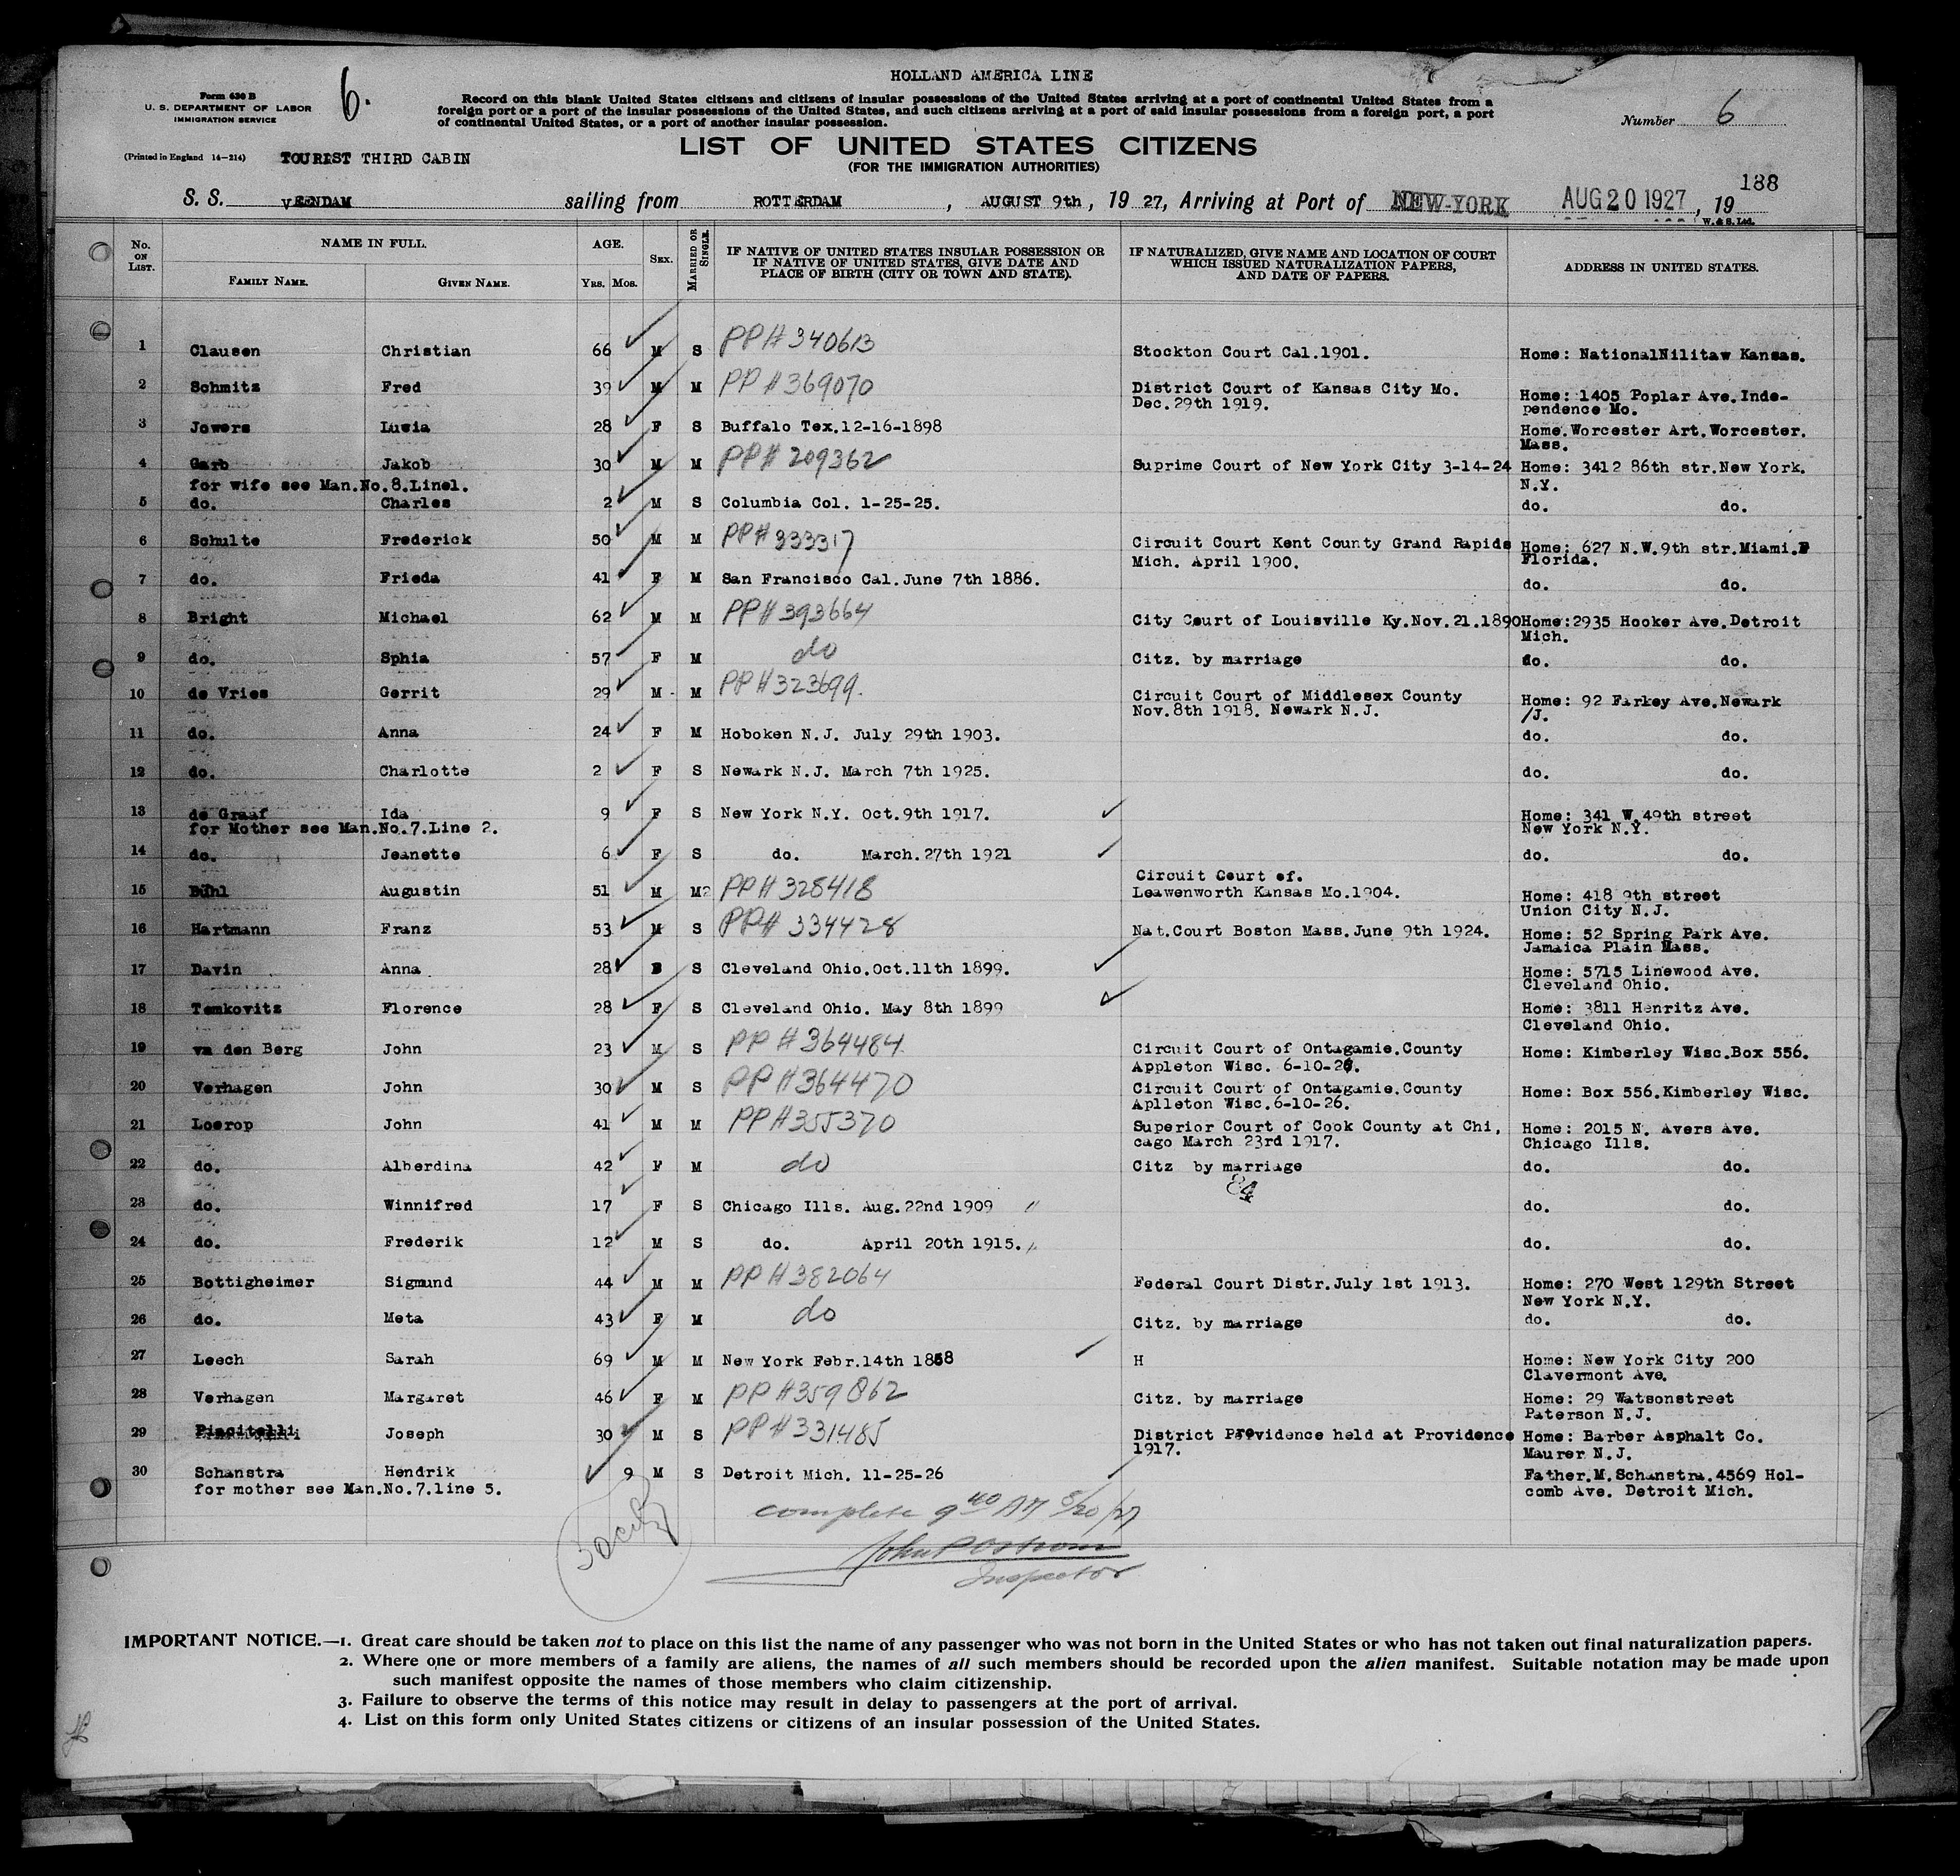 HOLLAND AMERICA LINE
Form 630 B
U. S. DEPARTMENT OF LABOR
IMMIGRATION SERVICE
6.
Record on this blank United States citizens and citizens of insular possessions of the United States arriving at a port of continental United States from a
foreign port or a port of the insular possessions of the United States, and such citizens arriving at a port of said insular possessions from a foreign port, a port
of continental United States, or a port of another insular possession.
Number 6
(Printed in England 14-214)
TOURIST THIRD CABIN
LIST OF UNITED STATES CITIZENS
(FOR THE IMMIGRATION AUTHORITIES)
188
S. S. VEENDAM sailing from ROTTERDAM, AUGUST 9th, 19 27, Arriving at Port of NEW-YORK AUG 20 1927, 19
W. & S. Ltd.
No. ON LIST.
NAME IN FULL.
FAMILY NAME. GIVEN NAME.
AGE.
YRS. MOS.
SEX.
MARRIED OR SINGLE.
IF NATIVE OF UNITED STATES INSULAR POSSESSION OR
IF NATIVE OF UNITED STATES, GIVE DATE AND
PLACE OF BIRTH (CITY OR TOWN AND STATE).
IF NATURALIZED, GIVE NAME AND LOCATION OF COURT
WHICH ISSUED NATURALIZATION PAPERS,
AND DATE OF PAPERS.
ADDRESS IN UNITED STATES.
1 Clausen Christian 66 M S PP# 340613 Stockton Court Cal.1901. Home: NationalNilitaw Kansas.
2 Schmitz Fred 39 M M PP# 369070 District Court of Kansas City Mo. Home: 1405 Poplar Ave.Inde-
Dec.29th 1919. pendence Mo.
3 Jowers Luwia 28 F S Buffalo Tex.12-16-1898 Home.Worcester Art.Worcester.
Mass.
4 Garb Jakob 30 M M PP# 209362 Suprime Court of New York City 3-14-24 Home: 3412 86th str.New York.
for wife see Man.No.8.Line1. N.Y.
5 do. Charles 2 M S Columbia Col. 1-25-25. do. do.
6 Schulte Frederick 50 M M PP# 333317 Circuit Court Kent County Grand Rapids Home: 627 N.W.9th str.Miami.
Mich. April 1900. Florida.
7 do. Frieda 41 F M San Francisco Cal.June 7th 1886. do. do.
8 Bright Michael 62 M M PP# 393664 City Court of Louisville Ky.Nov.21.1890 Home:2935 Hooker Ave.Detroit
Mich.
9 do. Sphia 57 F M do Citz. by marriage do. do.
10 de Vries Gerrit 29 M - M PP# 323699. Circuit Court of Middlesex County Home: 92 Farkey Ave.Newark
Nov.8th 1918. Newark N.J. /J.
11 do. Anna 24 F M Hoboken N.J. July 29th 1903. do. do.
12 do. Charlotte 2 F S Newark N.J. March 7th 1925. do. do.
13 de Graaf Ida 9 F S New York N.Y. Oct.9th 1917. Home: 341 W.49th street
for Mother see Man.No.7.Line 2. New York N.Y.
14 do. Jeanette 6 F S do. March.27th 1921 do. do.
15 Bühl Augustin 51 M M? PP# 328418 Circuit Court of.
Leawenworth Kansas Mo.1904. Home: 418 9th street
Union City N.J.
16 Hartmann Franz 53 M S PP# 334428 Nat.Court Boston Mass.June 9th 1924. Home: 52 Spring Park Ave.
Jamaica Plain Mass.
17 Davin Anna 28 S Cleveland Ohio.Oct.11th 1899. Home: 5715 Linewood Ave.
Cleveland Ohio.
18 Temkovitz Florence 28 F S Cleveland Ohio. May 8th 1899 Home: 3811 Henritz Ave.
Cleveland Ohio.
19 va den Berg John 23 M S PP# 364484 Circuit Court of Ontagamie.County Home: Kimberley Wisc.Box 556.
Appleton Wisc. 6-10-26.
20 Verhagen John 30 M S PP# 364470 Circuit Court of Ontagamie.County Home: Box 556.Kimberley Wisc.
Aplleton Wisc.6-10-26.
21 Loerop John 41 M M PP# 355370 Superior Court of Cook County at Chi, Home: 2015 N. Avers Ave.
cago March 23rd 1917. Chicago Ills.
22 do. Alberdina 42 F M do Citz by marriage do. do.
84
23 do. Winnifred 17 F S Chicago Ills. Aug.22nd 1909 do. do.
24 do. Frederik 12 M S do. April 20th 1915. do. do.
25 Bottigheimer Sigmund 44 M M PP# 382064 Federal Court Distr.July 1st 1913. Home: 270 West 129th Street
New York N.Y.
26 do. Meta 43 F M do Citz. by marriage do. do.
27 Leech Sarah 69 M M New York Febr.14th 1858 H Home: New York City 200
Clavermont Ave.
28 Verhagen Margaret 46 F M PP# 359862 Citz. by marriage Home: 29 Watsonstreet
Paterson N.J.
29 Piacitelli Joseph 30 M S PP# 331485 District Providence held at Providence Home: Barber Asphalt Co.
1917. Maurer N.J.
30 Schanstra Hendrik 9 M S Detroit Mich. 11-25-26 Father.M.Schanstra.4569 Hol-
for mother see Man.No.7.line 5. comb Ave. Detroit Mich.
complete 9 40 AM 8/20/27
Inspector
IMPORTANT NOTICE.—1. Great care should be taken not to place on this list the name of any passenger who was not born in the United States or who has not taken out final naturalization papers.
2. Where one or more members of a family are aliens, the names of all such members should be recorded upon the alien manifest. Suitable notation may be made upon
such manifest opposite the names of those members who claim citizenship.
3. Failure to observe the terms of this notice may result in delay to passengers at the port of arrival.
4. List on this form only United States citizens or citizens of an insular possession of the United States.